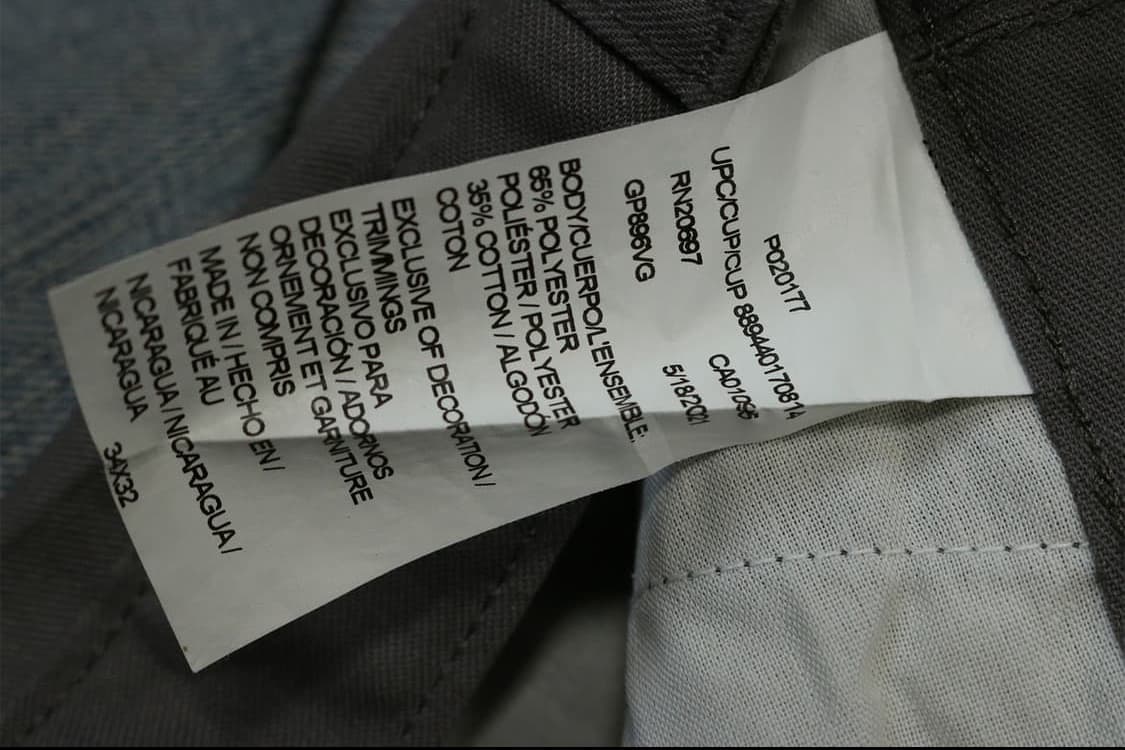 P020177
UPC/CUP/CUP 889440170814
RN20697 CA01056
GP896VG 5/18/2021
BODY/CUERPO/L'ENSEMBLE:
65% POLYESTER
POLIÉSTER / POLYESTER
35% COTTON / ALGODÓN
COTON
EXCLUSIVE OF DECORATION /
TRIMMINGS
EXCLUSIVO PARA
DECORACIÓN / ADORNOS
ORNEMENT ET GARNITURE
NON COMPRIS
MADE IN / HECHO EN /
FABRIQUÉ AU
NICARAGUA / NICARAGUA /
NICARAGUA
34X32